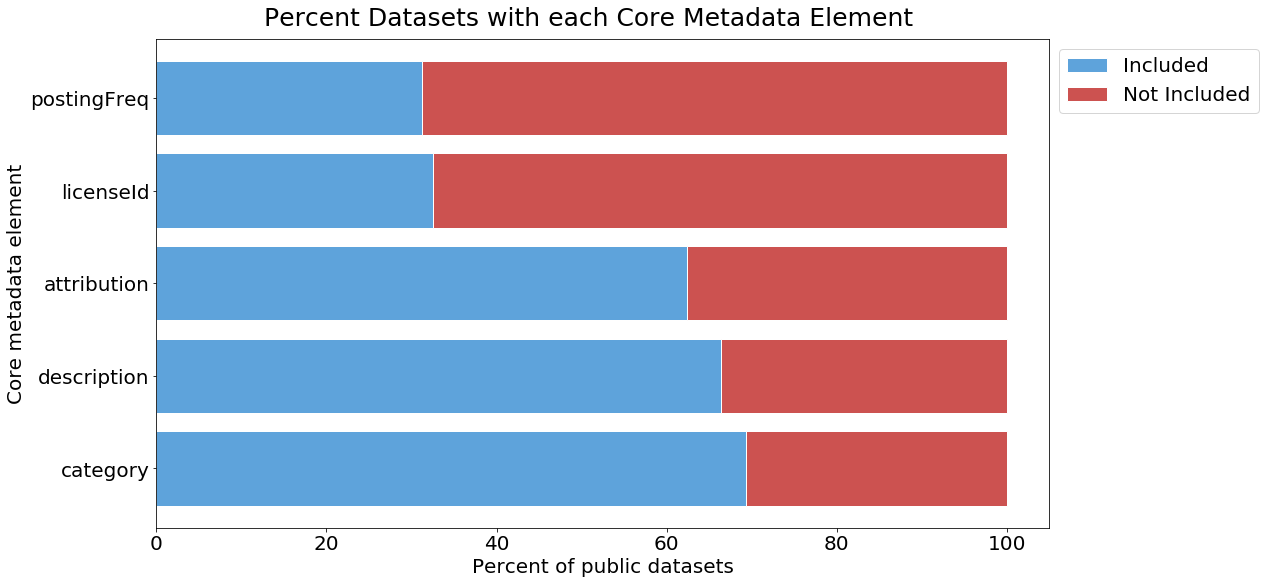 Percent Datasets with each Core Metadata Element
Included
Not Included
postingFreq
licenseId
attribution
description
category
Core metadata element
0 20 40 60 80 100
Percent of public datasets